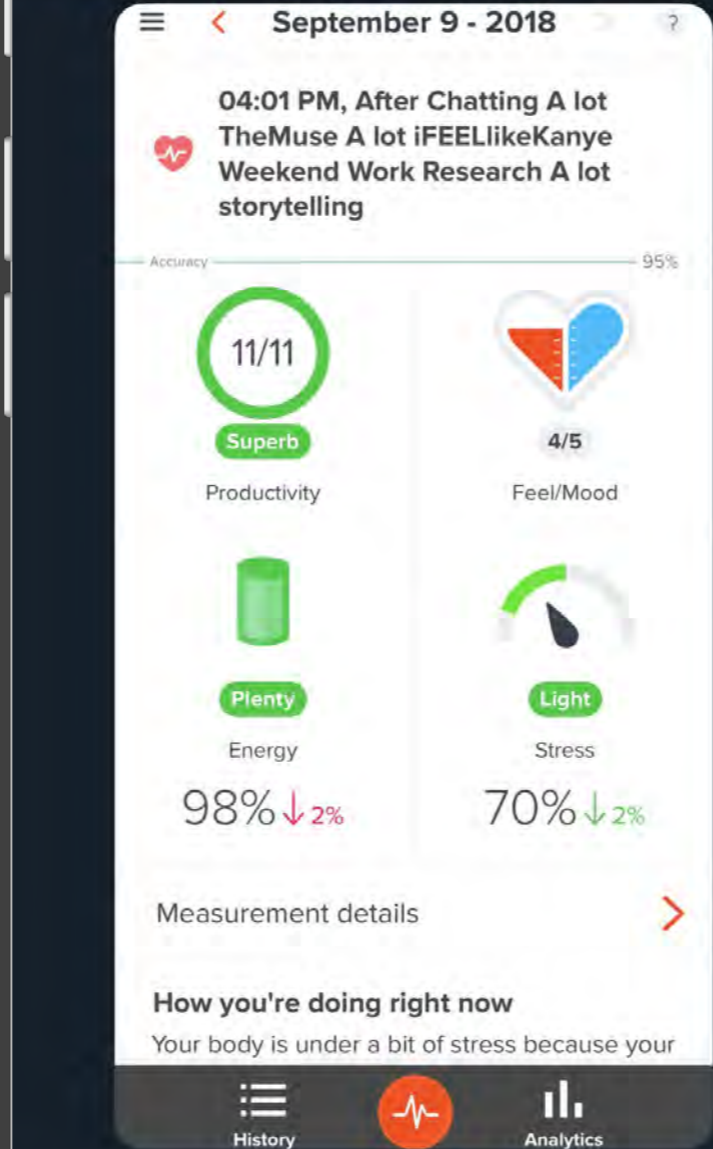 September 9 - 2018
?
04:01 PM, After Chatting A lot
TheMuse A lot iFEELlikeKanye
Weekend Work Research A lot
storytelling
Accuracy
95%
11/11
Superb
Productivity
4/5
Feel/Mood
Plenty
Energy
98% ↓ 2%
Light
Stress
70% ↓ 2%
Measurement details
How you're doing right now
Your body is under a bit of stress because your
History
Analytics